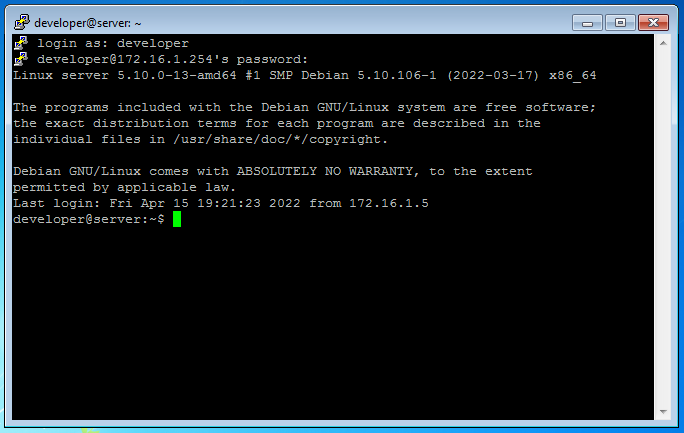 developer@server: ~
login as: developer
developer@172.16.1.254's password:
Linux server 5.10.0-13-amd64 #1 SMP Debian 5.10.106-1 (2022-03-17) x86_64
The programs included with the Debian GNU/Linux system are free software;
the exact distribution terms for each program are described in the
individual files in /usr/share/doc/*/copyright.
Debian GNU/Linux comes with ABSOLUTELY NO WARRANTY, to the extent
permitted by applicable law.
Last login: Fri Apr 15 19:21:23 2022 from 172.16.1.5
developer@server:~$